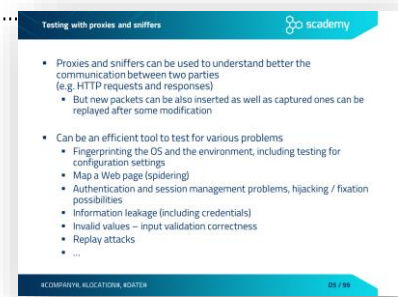 Testing with proxies and sniffers
scademy
▪ Proxies and sniffers can be used to understand better the
communication between two parties
(e.g. HTTP requests and responses)
▪ But new packets can be also inserted as well as captured ones can be
replayed after some modification
▪ Can be an efficient tool to test for various problems
▪ Fingerprinting the OS and the environment, including testing for
configuration settings
▪ Map a Web page (spidering)
▪ Authentication and session management problems, hijacking / fixation
possibilities
▪ Information leakage (including credentials)
▪ Invalid values – input validation correctness
▪ Replay attacks
▪ ...
#COMPANY#, #LOCATION#, #DATE#